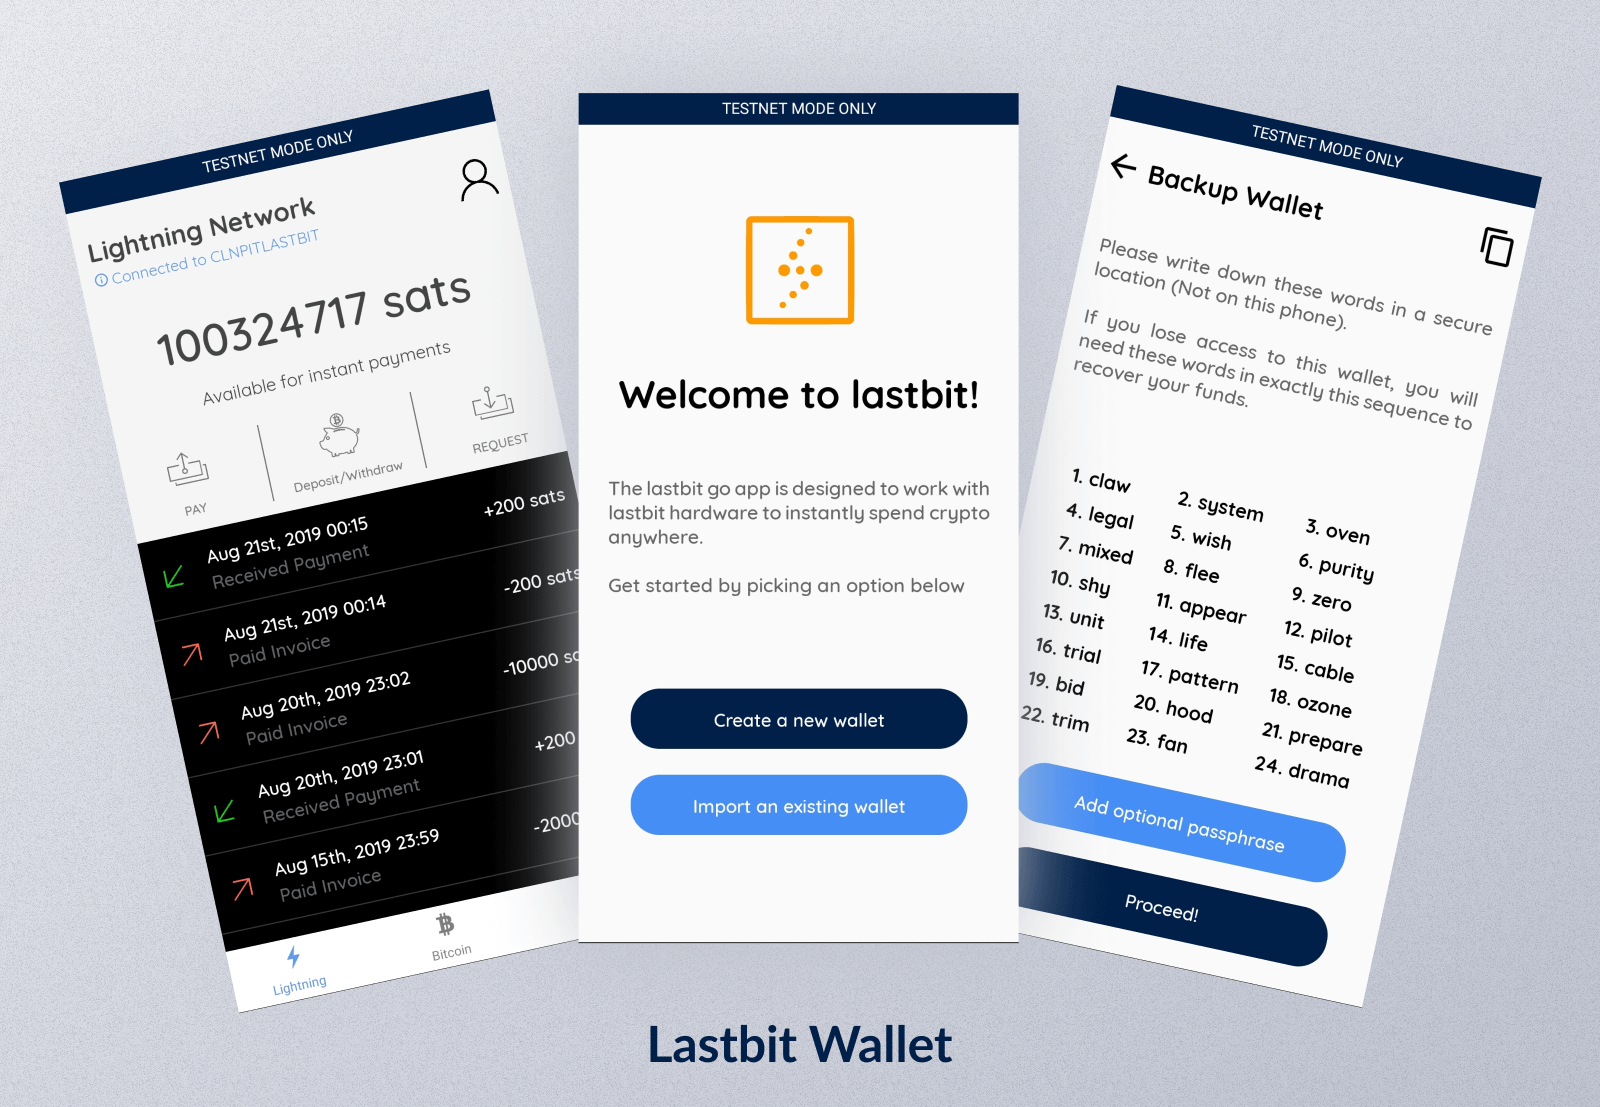 TESTNET MODE ONLY
Lightning Network
Connected to CLNPITLASTBIT
100324717 sats
Available for instant payments
PAY
Deposit/Withdraw
REQUEST
Aug 21st, 2019 00:15
+200 sats
Received Payment
Aug 21st, 2019 00:14
-200 sats
Paid Invoice
Aug 20th, 2019 23:02
-10000
Paid Invoice
Aug 20th, 2019 23:01
+200
Received Payment
Aug 15th, 2019 23:59
-2000
Paid Invoice
Lightning
Bitcoin
TESTNET MODE ONLY
Welcome to lastbit!
The lastbit go app is designed to work with
lastbit hardware to instantly spend crypto
anywhere.
Get started by picking an option below
Create a new wallet
Import an existing wallet
TESTNET MODE ONLY
Backup Wallet
Please write down these words in a secure
location (Not on this phone).
If you lose access to this wallet, you will
need these words in exactly this sequence to
recover your funds.
1. claw 2. system 3. oven
4. legal 5. wish 6. purity
7. mixed 8. flee 9. zero
10. shy 11. appear 12. pilot
13. unit 14. life 15. cable
16. trial 17. pattern 18. ozone
19. bid 20. hood 21. prepare
22. trim 23. fan 24. drama
Add optional passphrase
Proceed!
Lastbit Wallet